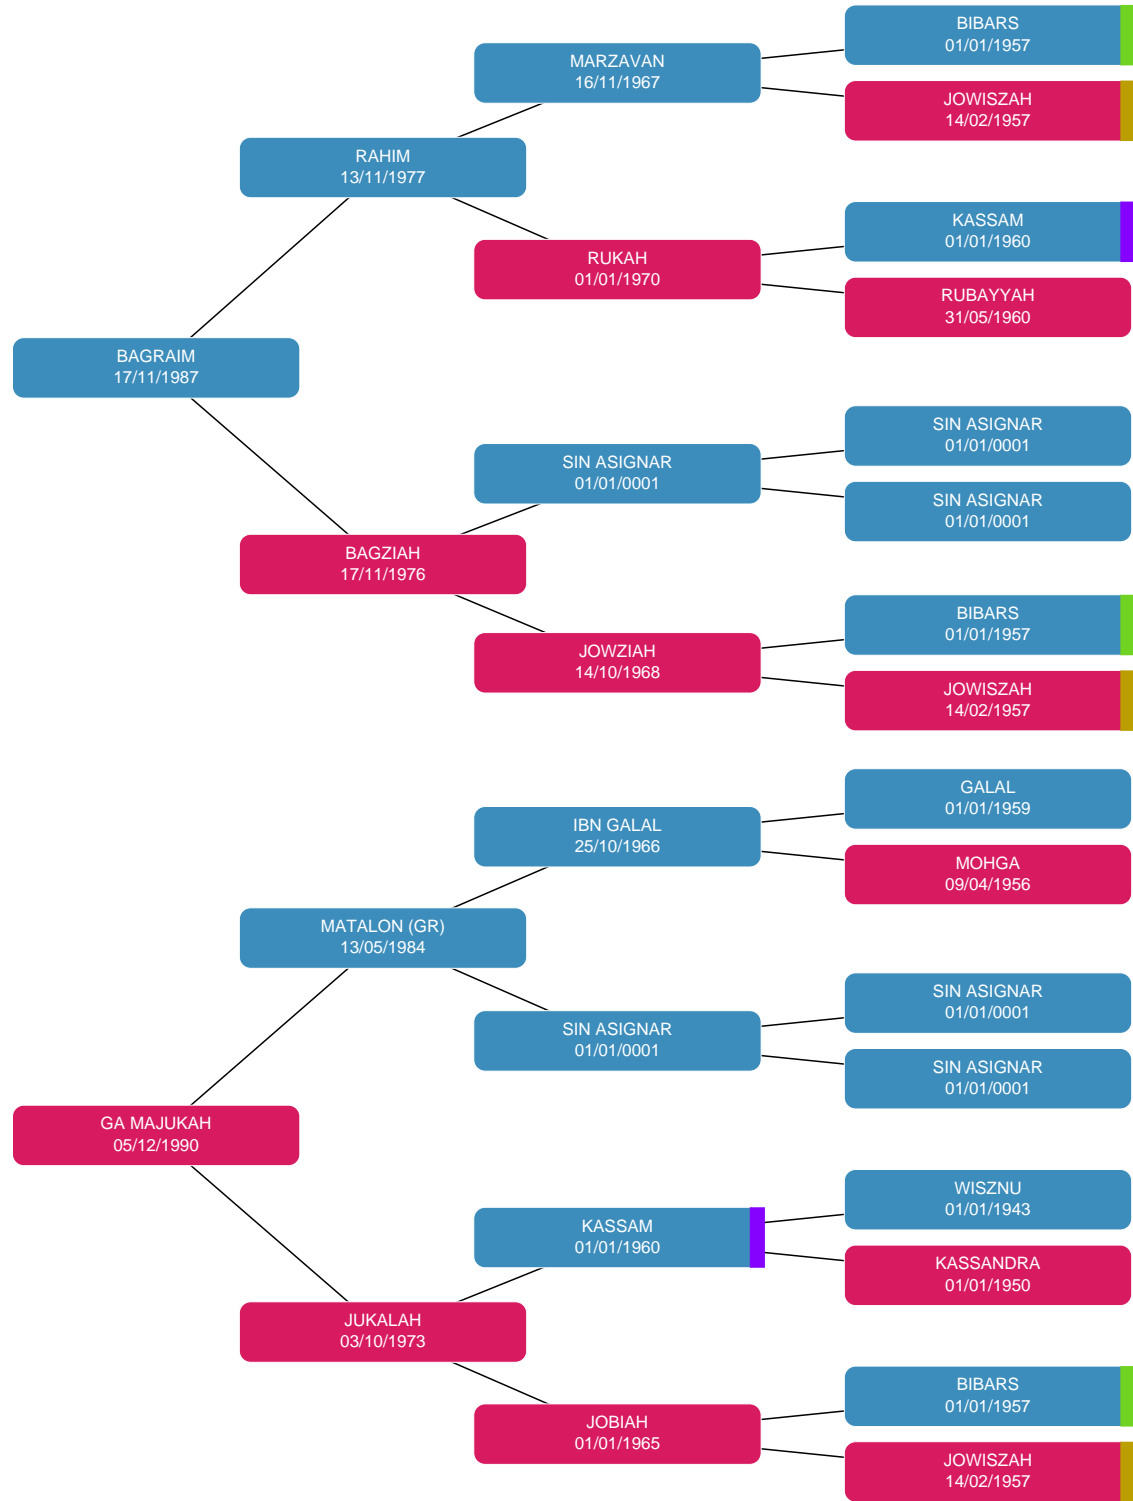 BIBARS
01/01/1957
MARZAVAN
16/11/1967
JOWISZAH
14/02/1957
RAHIM
13/11/1977
KASSAM
01/01/1960
RUKAH
01/01/1970
RUBAYYAH
31/05/1960
BAGRAIM
17/11/1987
SIN ASIGNAR
01/01/0001
SIN ASIGNAR
01/01/0001
SIN ASIGNAR
01/01/0001
BAGZIAH
17/11/1976
BIBARS
01/01/1957
JOWZIAH
14/10/1968
JOWISZAH
14/02/1957
GALAL
01/01/1959
IBN GALAL
25/10/1966
MOHGA
09/04/1956
MATALON (GR)
13/05/1984
SIN ASIGNAR
01/01/0001
SIN ASIGNAR
01/01/0001
SIN ASIGNAR
01/01/0001
GA MAJUKAH
05/12/1990
WISZNU
01/01/1943
KASSAM
01/01/1960
KASSANDRA
01/01/1950
JUKALAH
03/10/1973
BIBARS
01/01/1957
JOBIAH
01/01/1965
JOWISZAH
14/02/1957